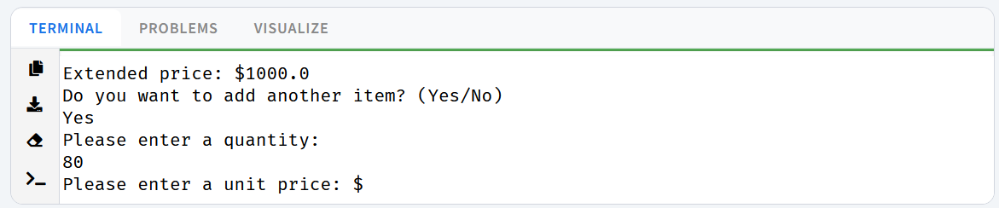 TERMINAL PROBLEMS VISUALIZE
Extended price: $1000.0
Do you want to add another item? (Yes/No)
Yes
Please enter a quantity:
80
Please enter a unit price: $